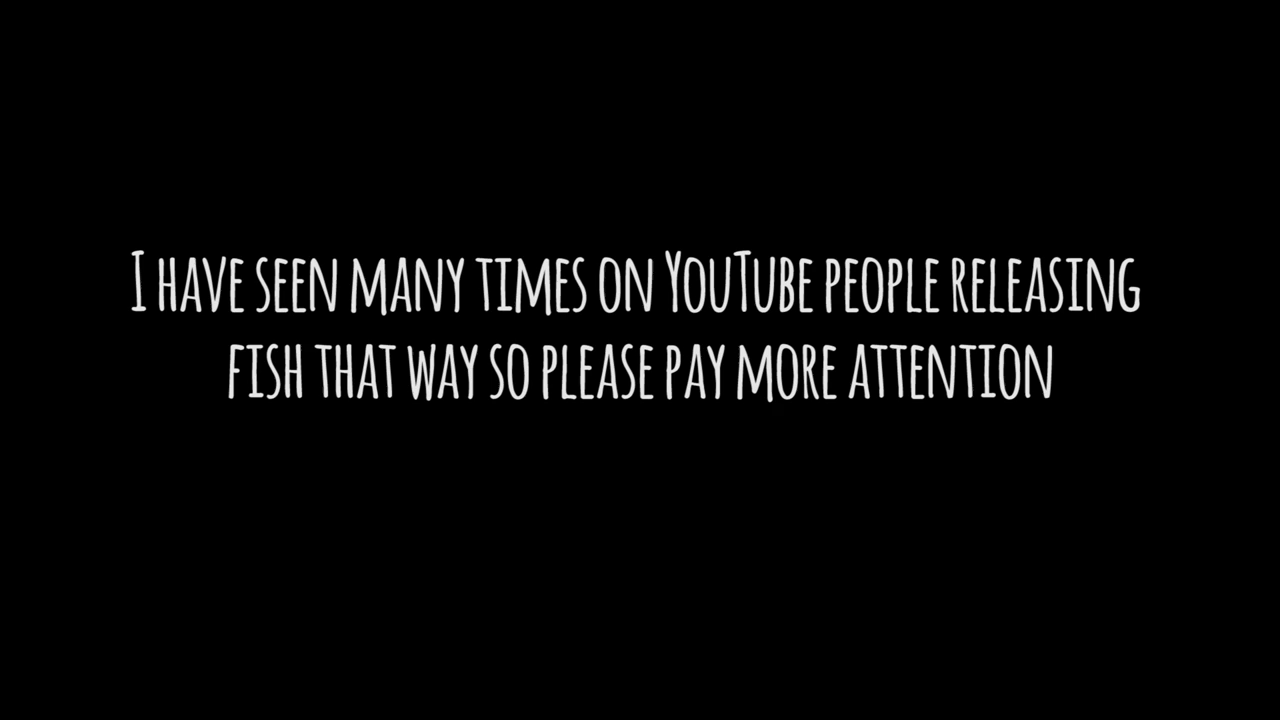 I HAVE SEEN MANY TIMES ON YOUTUBE PEOPLE RELEASING
FISH THAT WAY SO PLEASE PAY MORE ATTENTION